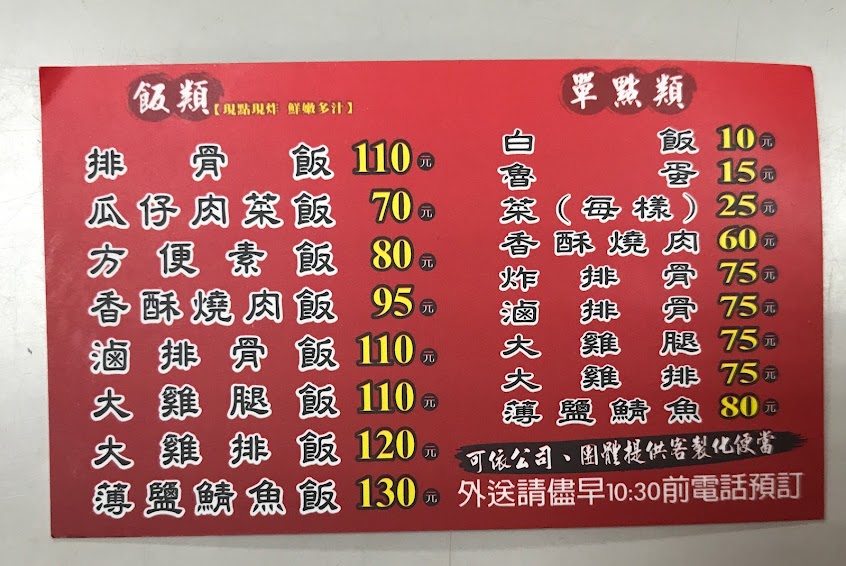 飯類【現點現炸 鮮嫩多汁】
排骨飯 110元
瓜仔肉菜飯 70元
方便素飯 80元
香酥燒肉飯 95元
滷排骨飯 110元
大雞腿飯 110元
大雞排飯 120元
薄鹽鯖魚飯 130元
單點類
白飯 10元
魯蛋 15元
菜(每樣) 25元
香酥燒肉 60元
炸排骨 75元
滷排骨 75元
大雞腿 75元
大雞排 75元
薄鹽鯖魚 80元
可依公司、團體提供客製化便當
外送請儘早10:30前電話預訂